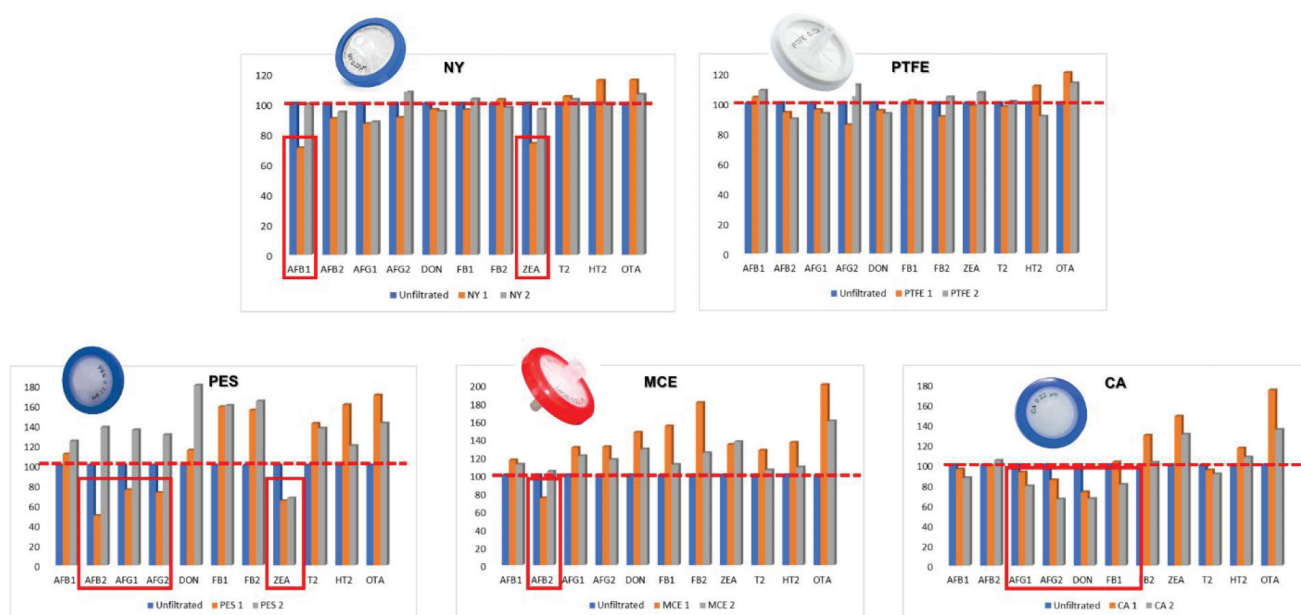 NY
120
100
80
60
40
20
0
AFB1 AFB2 AFG1 AFG2 DON FB1 FB2 ZEA T2 HT2 OTA
Unfiltrated NY 1 NY 2
PTFE
120
100
80
60
40
20
0
AFB1 AFB2 AFG1 AFG2 DON FB1 FB2 ZEA T2 HT2 OTA
Unfiltrated PTFE 1 PTFE 2
PES
180
160
140
120
100
80
60
40
20
0
AFB1 AFB2 AFG1 AFG2 DON FB1 FB2 ZEA T2 HT2 OTA
Unfiltrated PES 1 PES 2
MCE
200
180
160
140
120
100
80
60
40
20
0
AFB1 AFB2 AFG1 AFG2 DON FB1 FB2 ZEA T2 HT2 OTA
Unfiltrated MCE 1 MCE 2
CA
CA 0.22 µm
180
160
140
120
100
80
60
40
20
0
AFB1 AFB2 AFG1 AFG2 DON FB1 B2 ZEA T2 HT2 OTA
Unfiltrated CA 1 CA 2